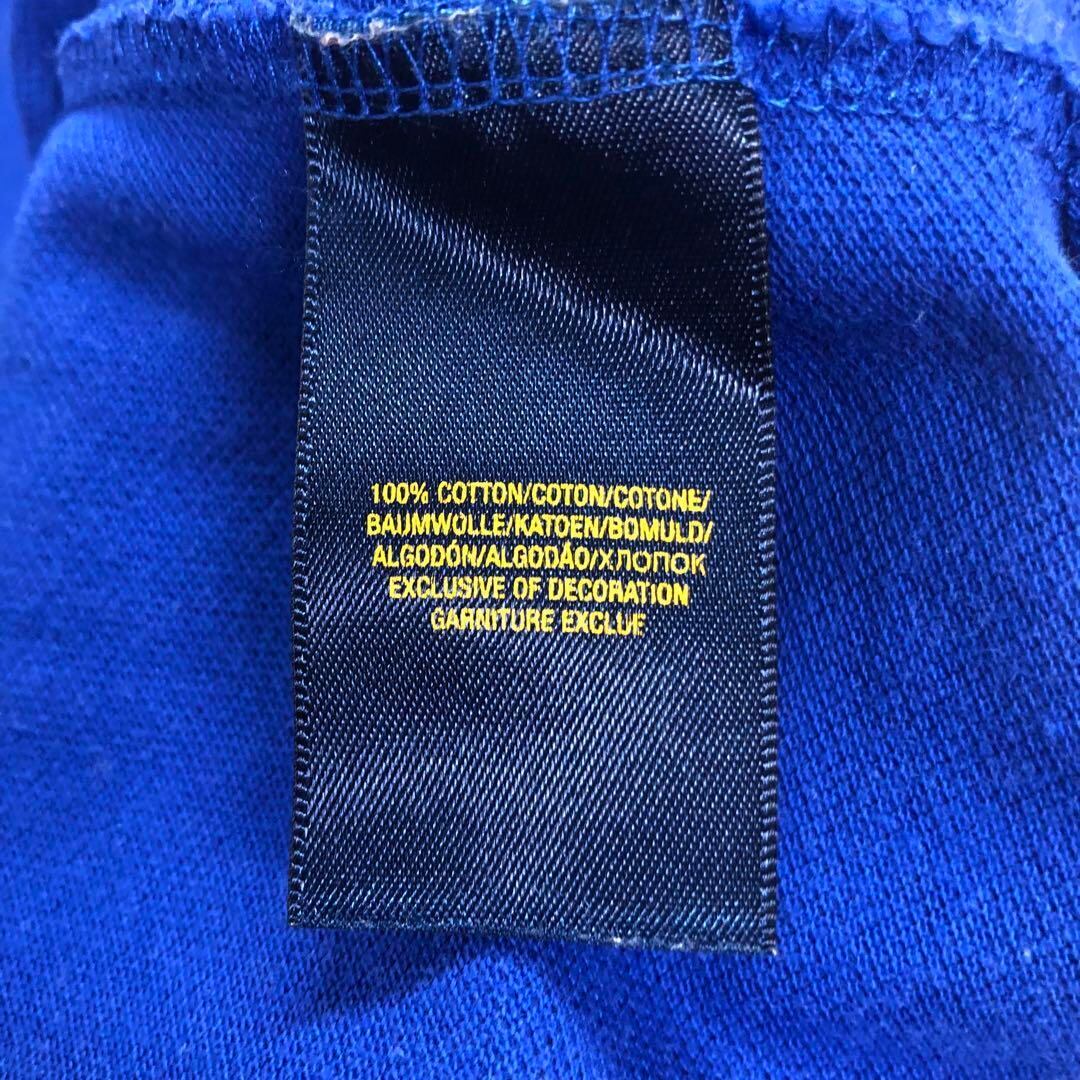 100% COTTON/COTON/COTONE/
BAUMWOLLE/KATOEN/BOMULD/
ALGODÓN/ALGODÃO/ХЛОПОК
EXCLUSIVE OF DECORATION
GARNITURE EXCLUE